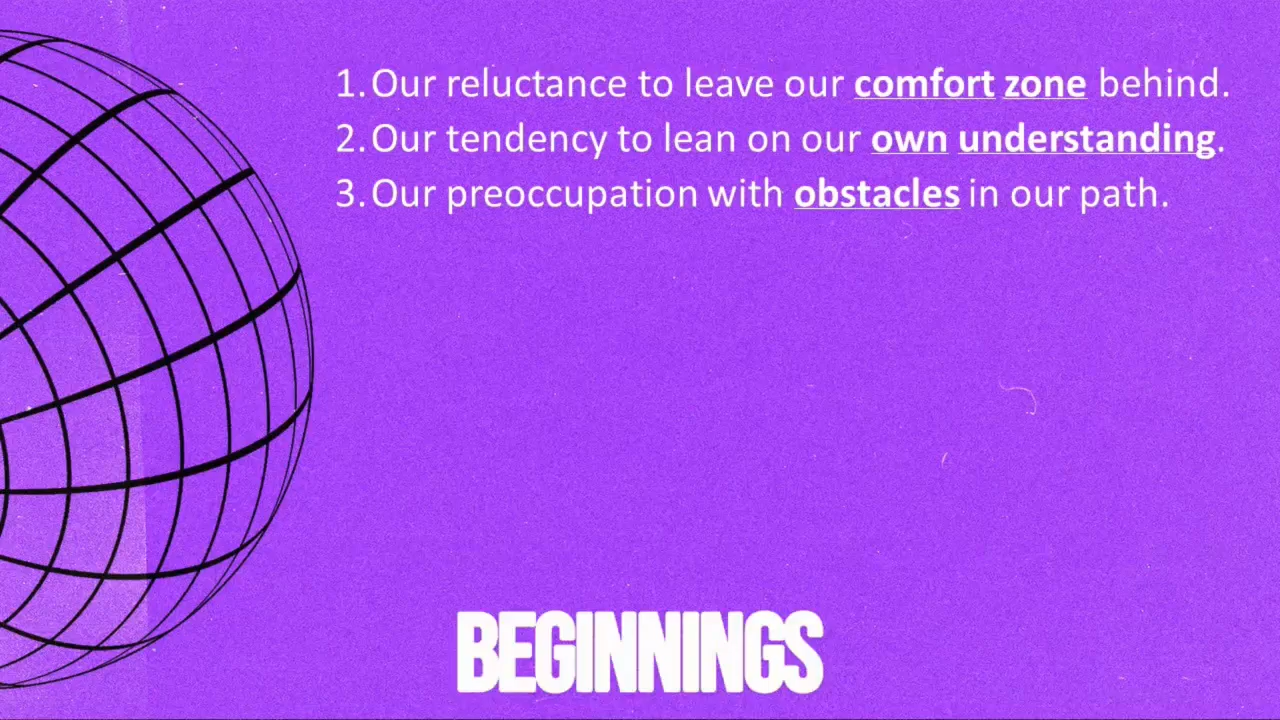 1. Our reluctance to leave our comfort zone behind.
2. Our tendency to lean on our own understanding.
3. Our preoccupation with obstacles in our path.
BEGINNINGS